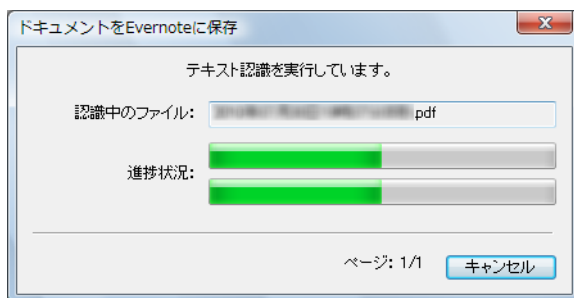 ドキュメントをEvernoteに保存
テキスト認識を実行しています。
認識中のファイル: .pdf
進捗状況:
ページ: 1/1 キャンセル